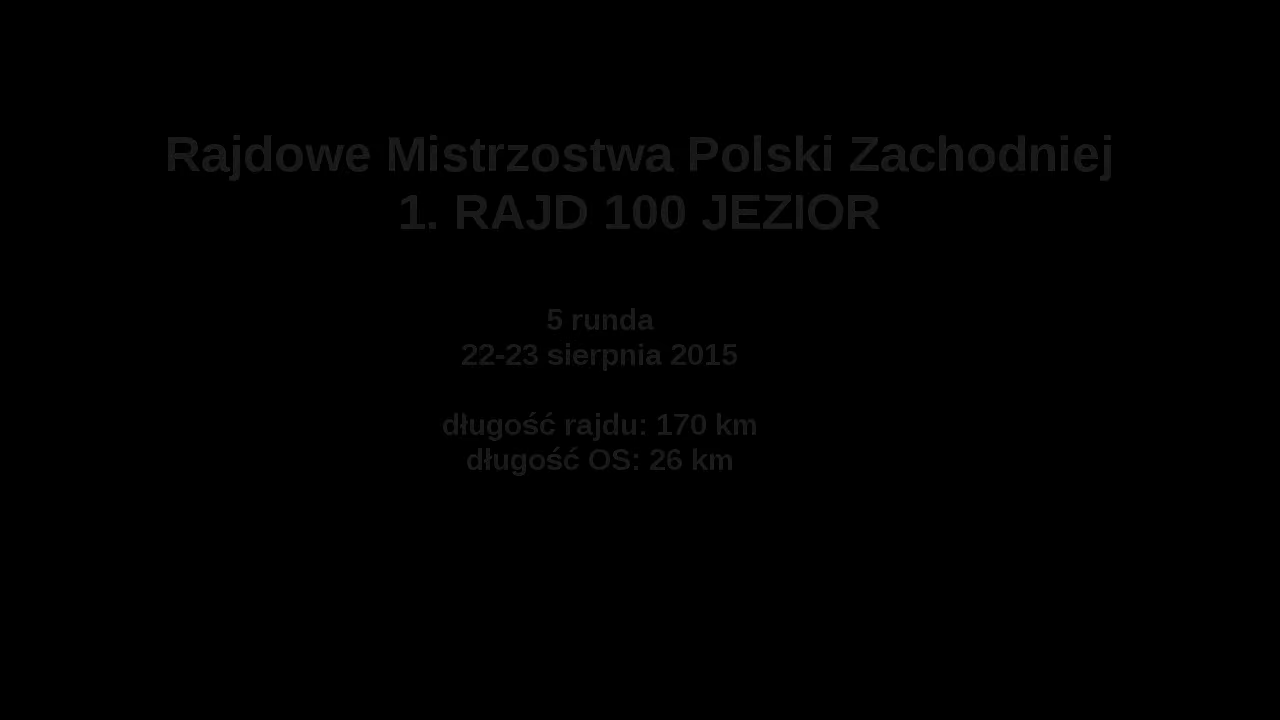 Rajdowe Mistrzostwa Polski Zachodniej
1. RAJD 100 JEZIOR
5 runda
22-23 sierpnia 2015
długość rajdu: 170 km
długość OS: 26 km